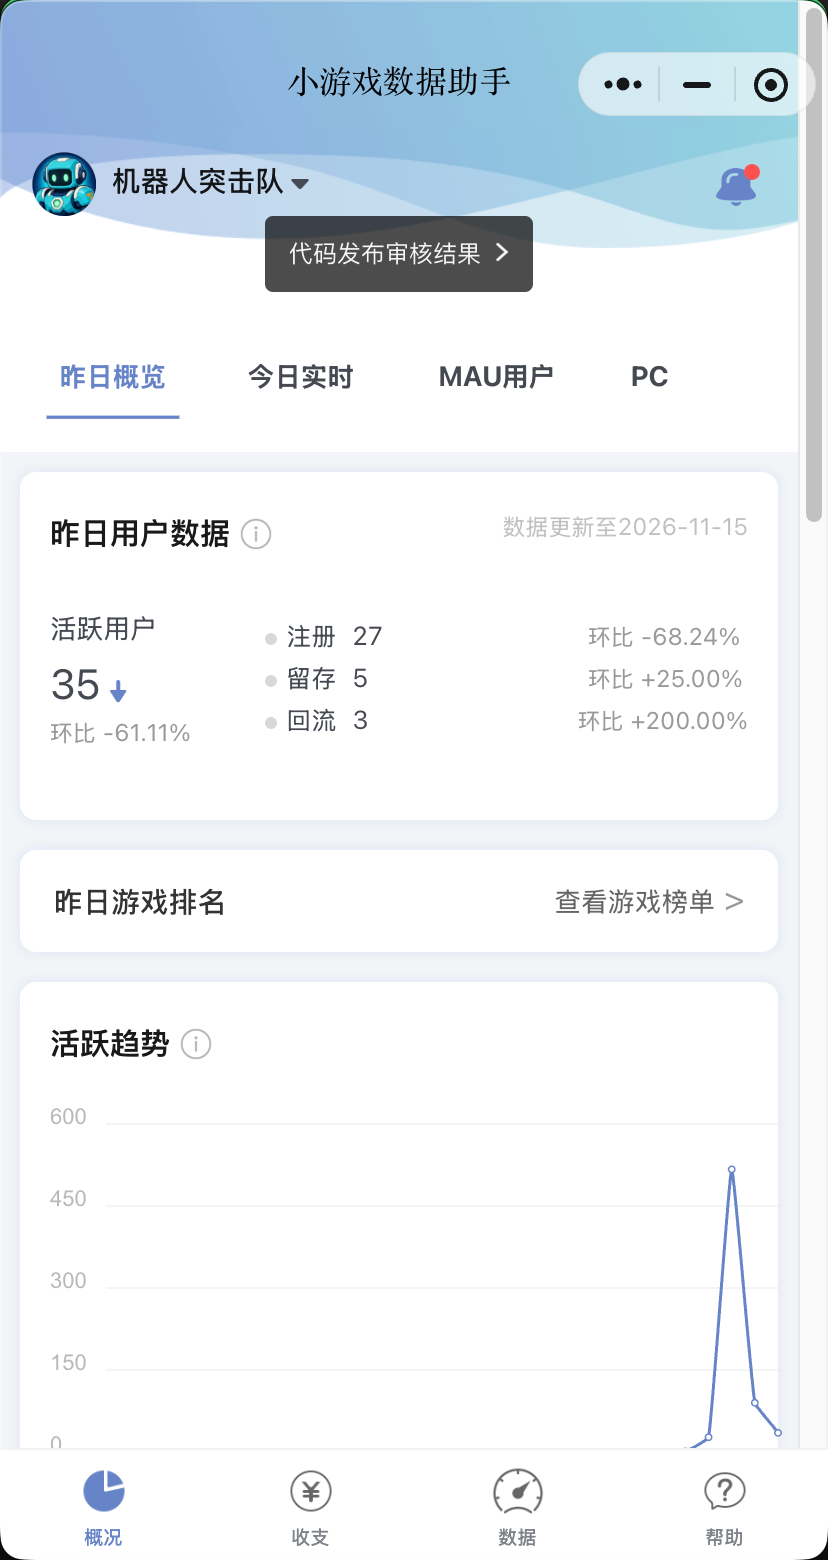 小游戏数据助手
机器人突击队
代码发布审核结果
昨日概览 今日实时 MAU用户 PC
昨日用户数据 数据更新至2026-11-15
活跃用户
35
环比 -61.11%
注册 27 环比 -68.24%
留存 5 环比 +25.00%
回流 3 环比 +200.00%
昨日游戏排名 查看游戏榜单 >
活跃趋势
600
450
300
150
0
概况 收支 数据 帮助